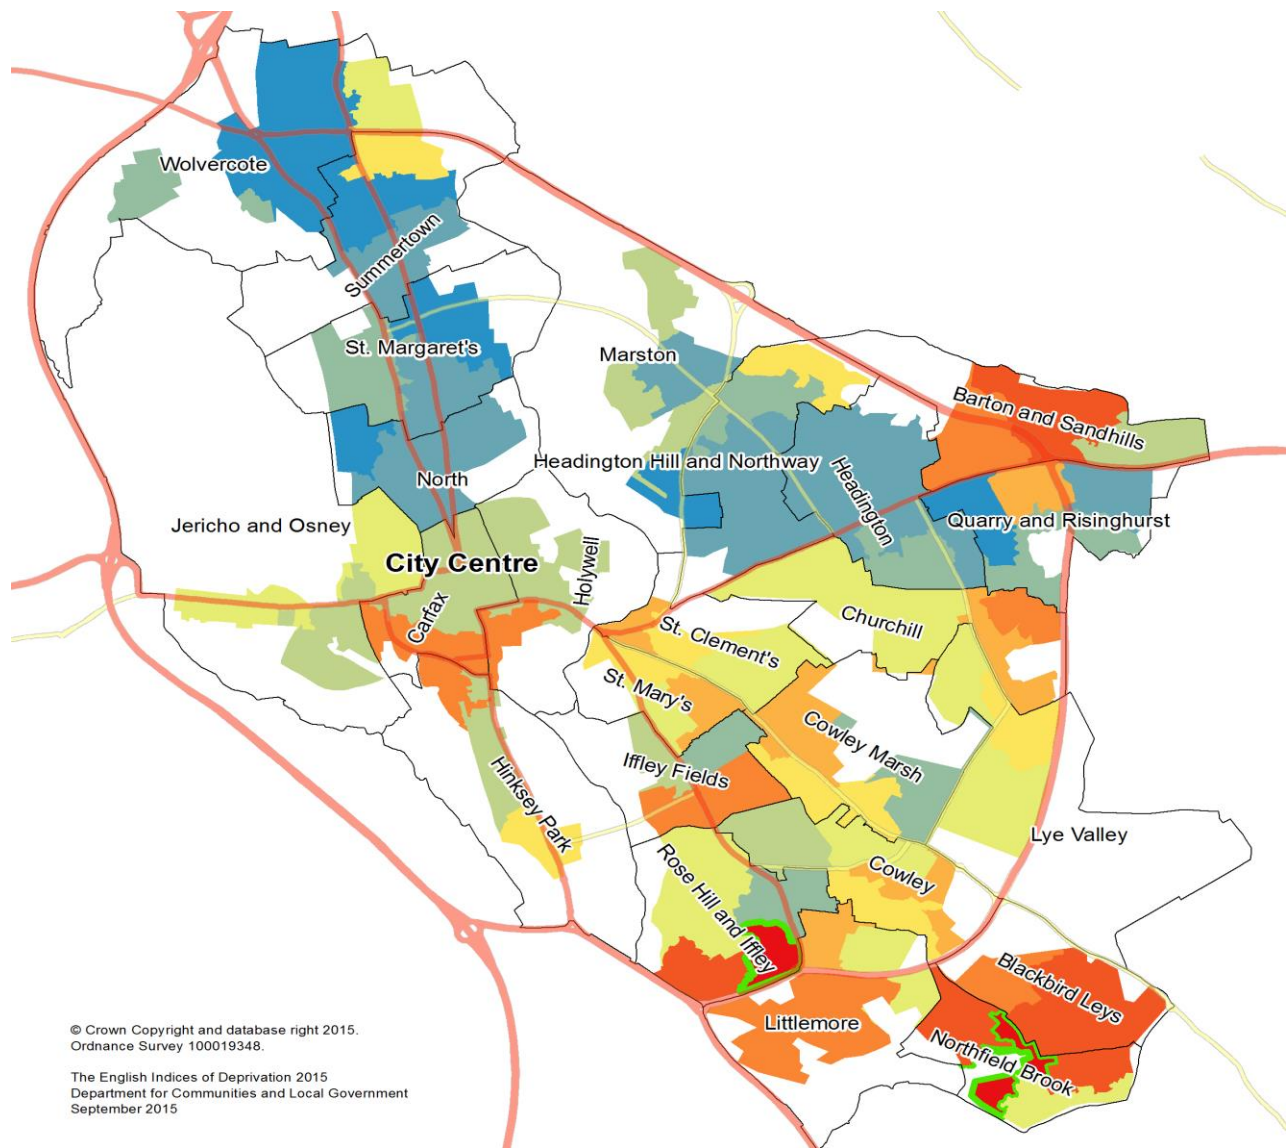 Wolvercote
Summertown
St. Margaret's
Marston
Barton and Sandhills
North
Headington Hill and Northway
Headington
Jericho and Osney
Quarry and Risinghurst
City Centre
Holywell
Carfax
Churchill
St. Clement's
St. Mary's
Cowley Marsh
Iffley Fields
Hinksey Park
Lye Valley
Cowley
Rose Hill and Iffley
Blackbird Leys
Littlemore
Northfield Brook
© Crown Copyright and database right 2015.
Ordnance Survey 100019348.
The English Indices of Deprivation 2015
Department for Communities and Local Government
September 2015